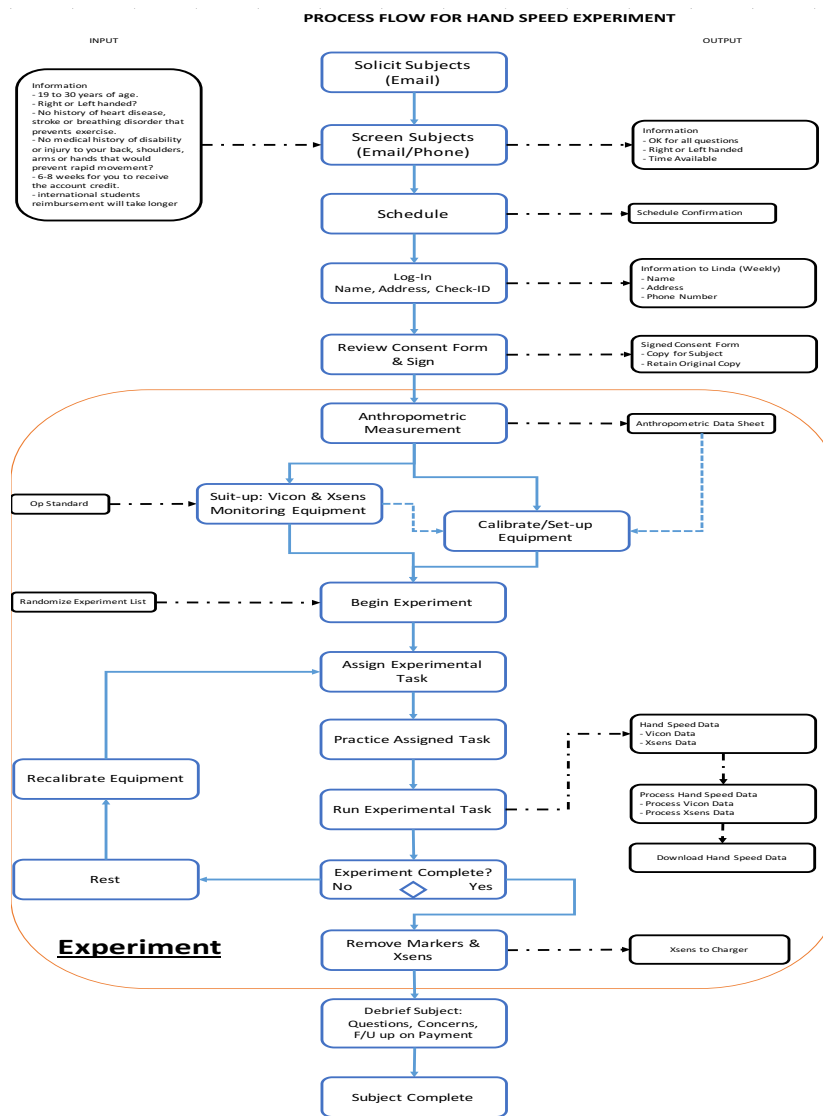 PROCESS FLOW FOR HAND SPEED EXPERIMENT
INPUT
OUTPUT
Solicit Subjects
(Email)
Information
- 19 to 30 years of age.
- Right or Left handed?
- No history of heart disease,
stroke or breathing disorder that
prevents exercise.
- No medical history of disability
or injury to your back, shoulders,
arms or hands that would
prevent rapid movement?
- 6-8 weeks for you to receive
the account credit.
- international students
reimbursement will take longer
Screen Subjects
(Email/Phone)
Information
- OK for all questions
- Right or Left handed
- Time Available
Schedule
Schedule Confirmation
Log-In
Name, Address, Check-ID
Information to Linda (Weekly)
- Name
- Address
- Phone Number
Review Consent Form
& Sign
Signed Consent Form
- Copy for Subject
- Retain Original Copy
Anthropometric
Measurement
Anthropometric Data Sheet
Op Standard
Suit-up: Vicon & Xsens
Monitoring Equipment
Calibrate/Set-up
Equipment
Randomize Experiment List
Begin Experiment
Assign Experimental
Task
Practice Assigned Task
Hand Speed Data
- Vicon Data
- Xsens Data
Recalibrate Equipment
Run Experimental Task
Process Hand Speed Data
- Process Vicon Data
- Process Xsens Data
Download Hand Speed Data
Rest
Experiment Complete?
No Yes
Experiment
Remove Markers &
Xsens
Xsens to Charger
Debrief Subject:
Questions, Concerns,
F/U up on Payment
Subject Complete